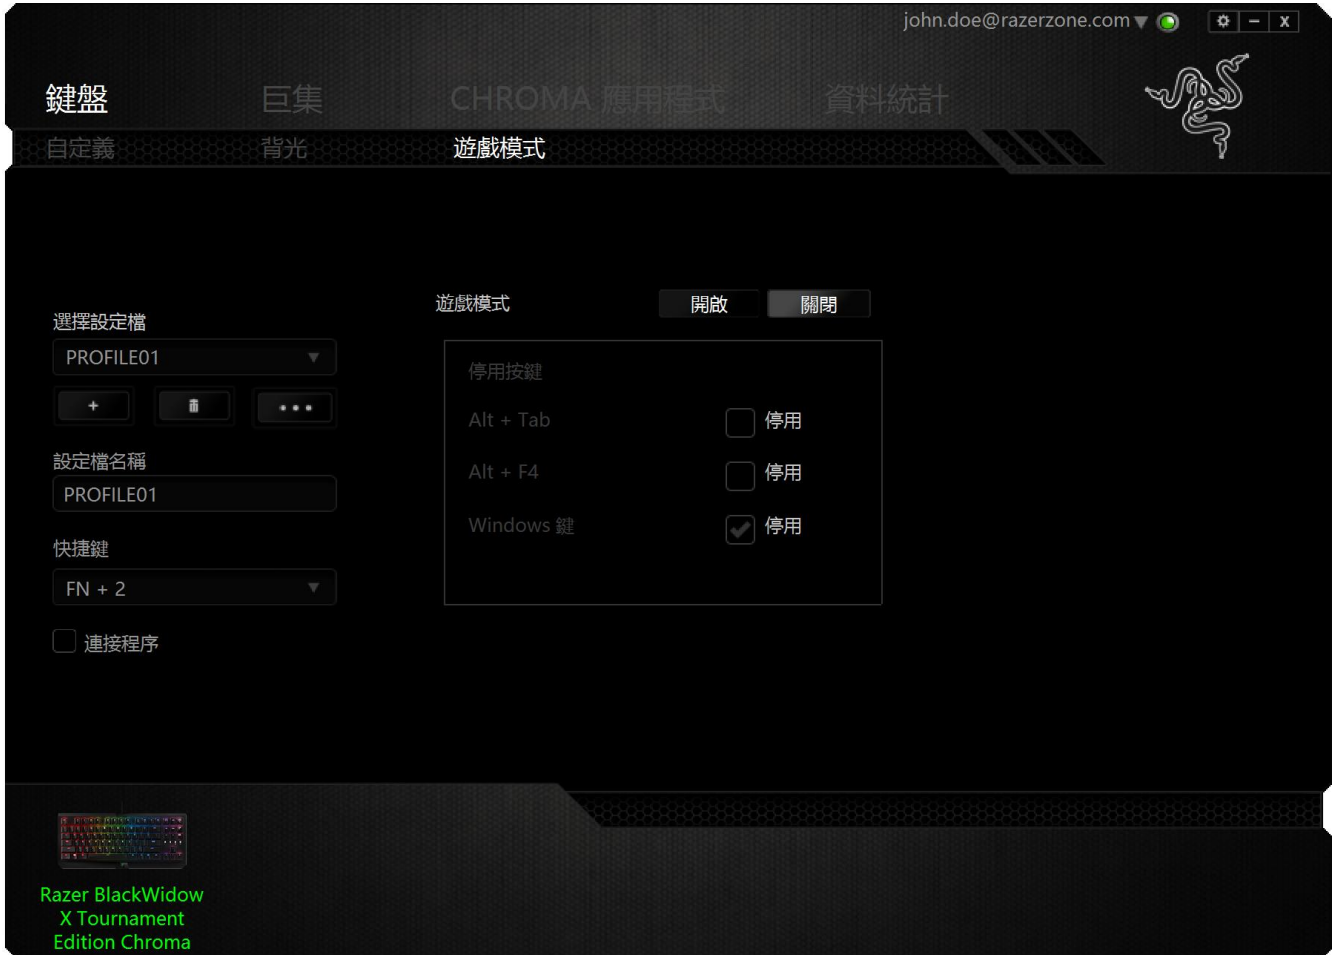 john.doe@razerzone.com
鍵盤 巨集 CHROMA 應用程式 資料統計
自定義 背光 遊戲模式
選擇設定檔
PROFILE01
+
設定檔名稱
PROFILE01
快捷鍵
FN + 2
連接程序
遊戲模式 開啟 關閉
停用按鍵
Alt + Tab 停用
Alt + F4 停用
Windows 鍵 停用
Razer BlackWidow
X Tournament
Edition Chroma